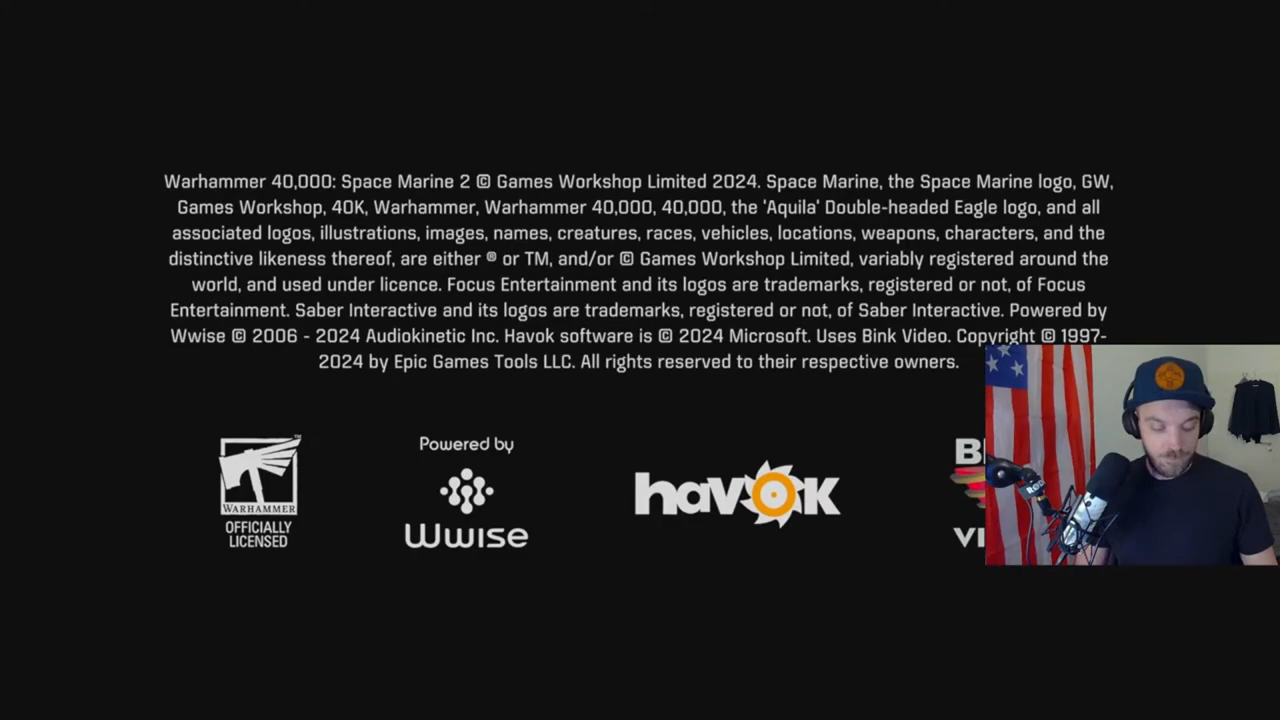 Warhammer 40,000: Space Marine 2 © Games Workshop Limited 2024. Space Marine, the Space Marine logo, GW,
Games Workshop, 40K, Warhammer, Warhammer 40,000, 40,000, the 'Aquila' Double-headed Eagle logo, and all
associated logos, illustrations, images, names, creatures, races, vehicles, locations, weapons, characters, and the
distinctive likeness thereof, are either ® or TM, and/or © Games Workshop Limited, variably registered around the
world, and used under licence. Focus Entertainment and its logos are trademarks, registered or not, of Focus
Entertainment. Saber Interactive and its logos are trademarks, registered or not, of Saber Interactive. Powered by
Wwise © 2006 - 2024 Audiokinetic Inc. Havok software is © 2024 Microsoft. Uses Bink Video. Copyright © 1997-
2024 by Epic Games Tools LLC. All rights reserved to their respective owners.
WARHAMMER™
OFFICIALLY
LICENSED
Powered by
Wwise
havok